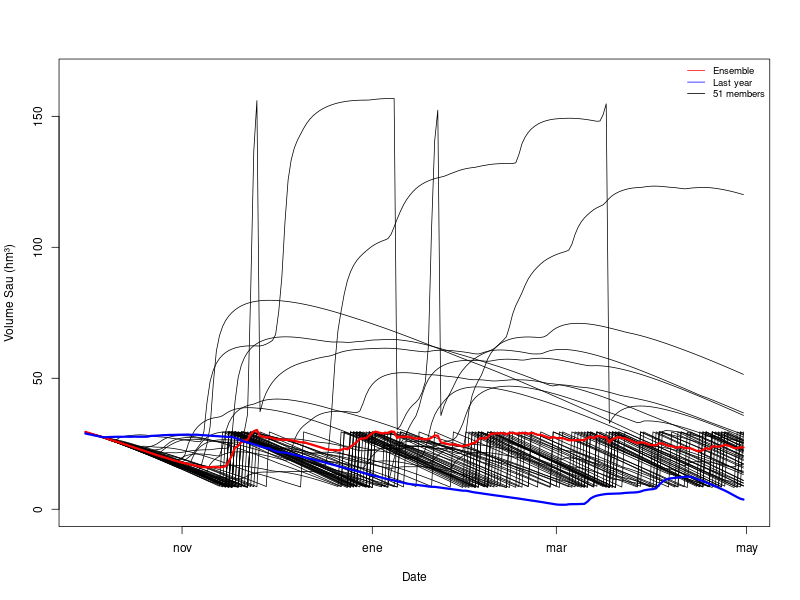 Ensemble
Last year
51 members
Volume Sau (hm³)
150
100
50
0
nov
ene
mar
may
Date